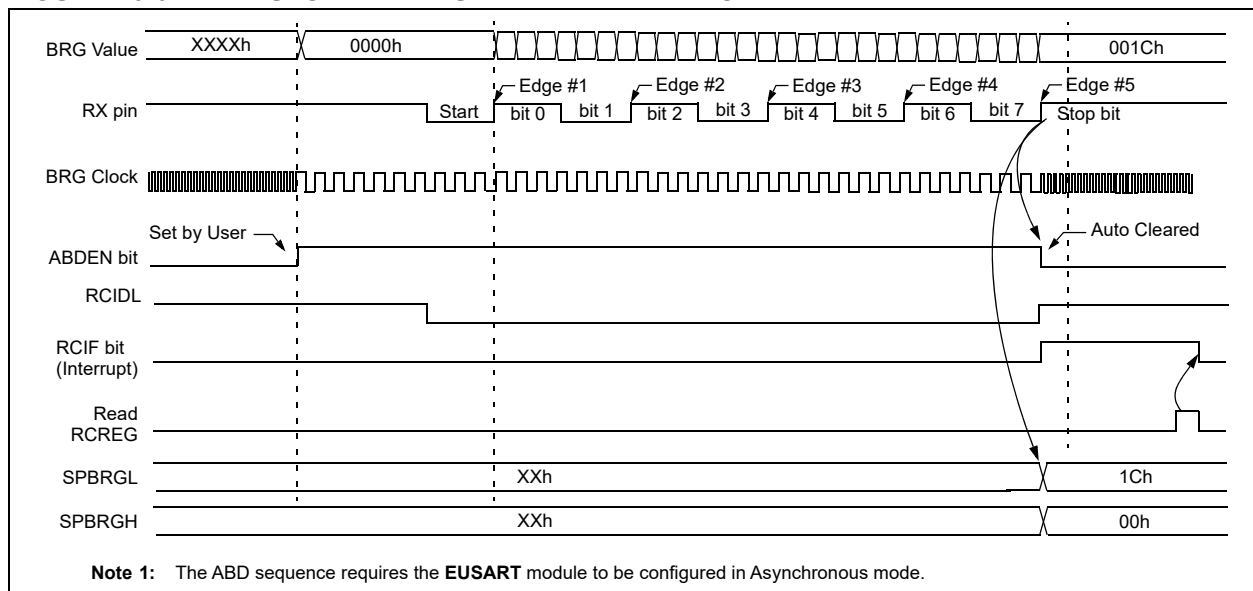 BRG Value XXXXh 0000h 001Ch
Edge #1 Edge #2 Edge #3 Edge #4 Edge #5
RX pin Start bit 0 bit 1 bit 2 bit 3 bit 4 bit 5 bit 6 bit 7 Stop bit
BRG Clock
Set by User Auto Cleared
ABDEN bit
RCIDL
RCIF bit
(Interrupt)
Read
RCREG
SPBRGL XXh 1Ch
SPBRGH XXh 00h
Note 1: The ABD sequence requires the EUSART module to be configured in Asynchronous mode.